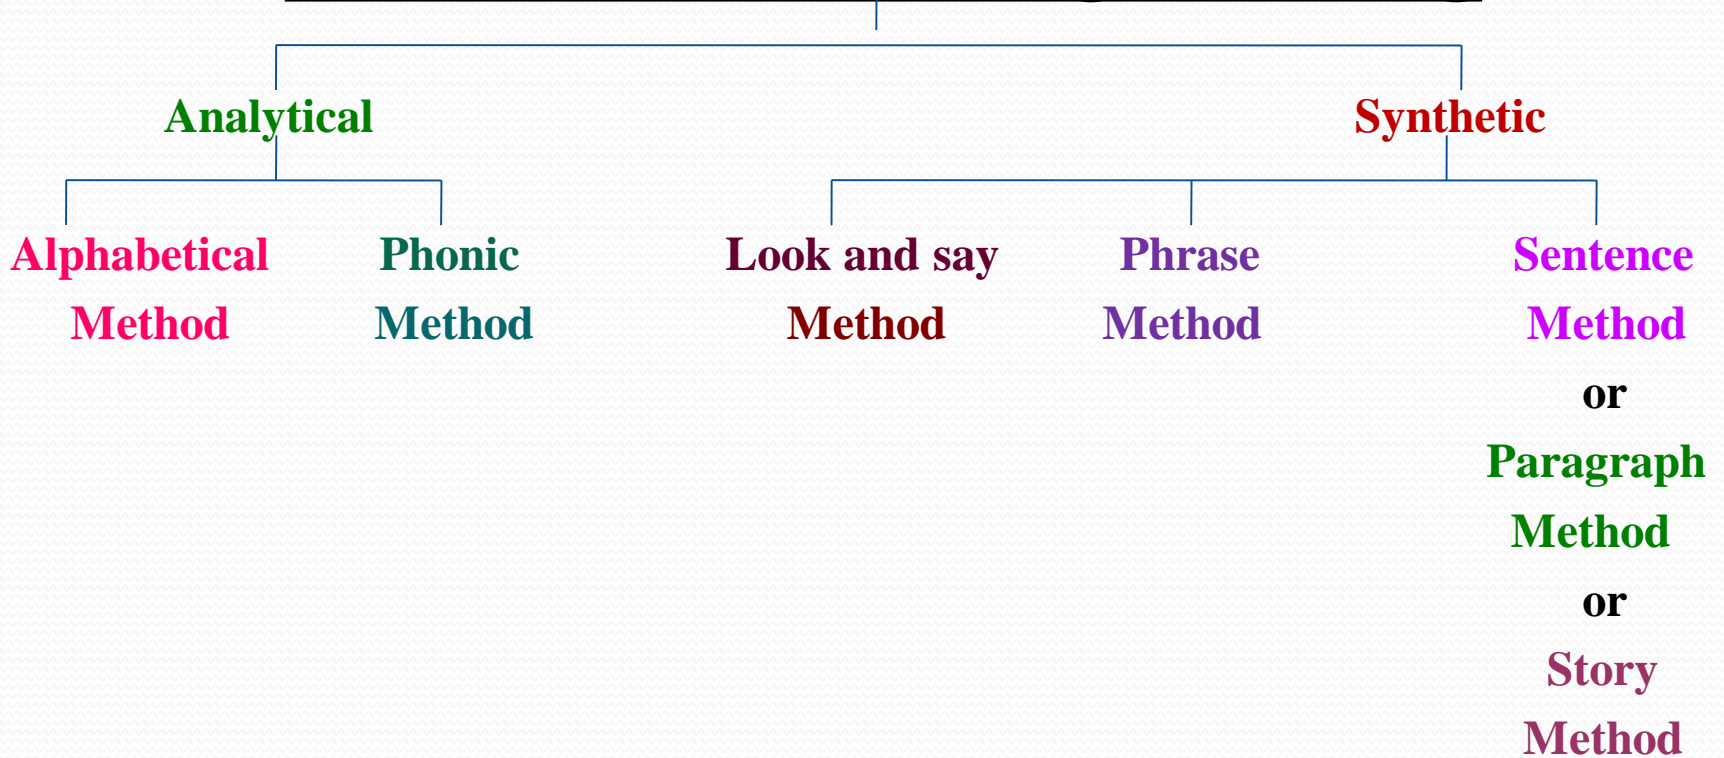 Analytical Synthetic
Alphabetical Phonic Look and say Phrase Sentence
Method Method Method Method Method
or
Paragraph
Method
or
Story
Method